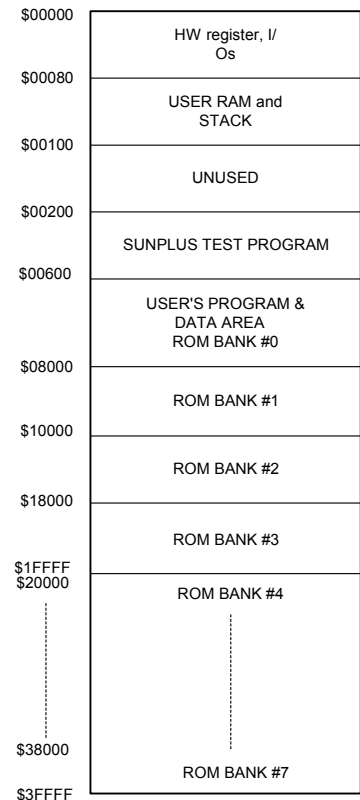 $00000
HW register, I/
Os
$00080
USER RAM and
STACK
$00100
UNUSED
$00200
SUNPLUS TEST PROGRAM
$00600
USER'S PROGRAM &
DATA AREA
ROM BANK #0
$08000
ROM BANK #1
$10000
ROM BANK #2
$18000
ROM BANK #3
$1FFFF
$20000
ROM BANK #4
$38000
ROM BANK #7
$3FFFF